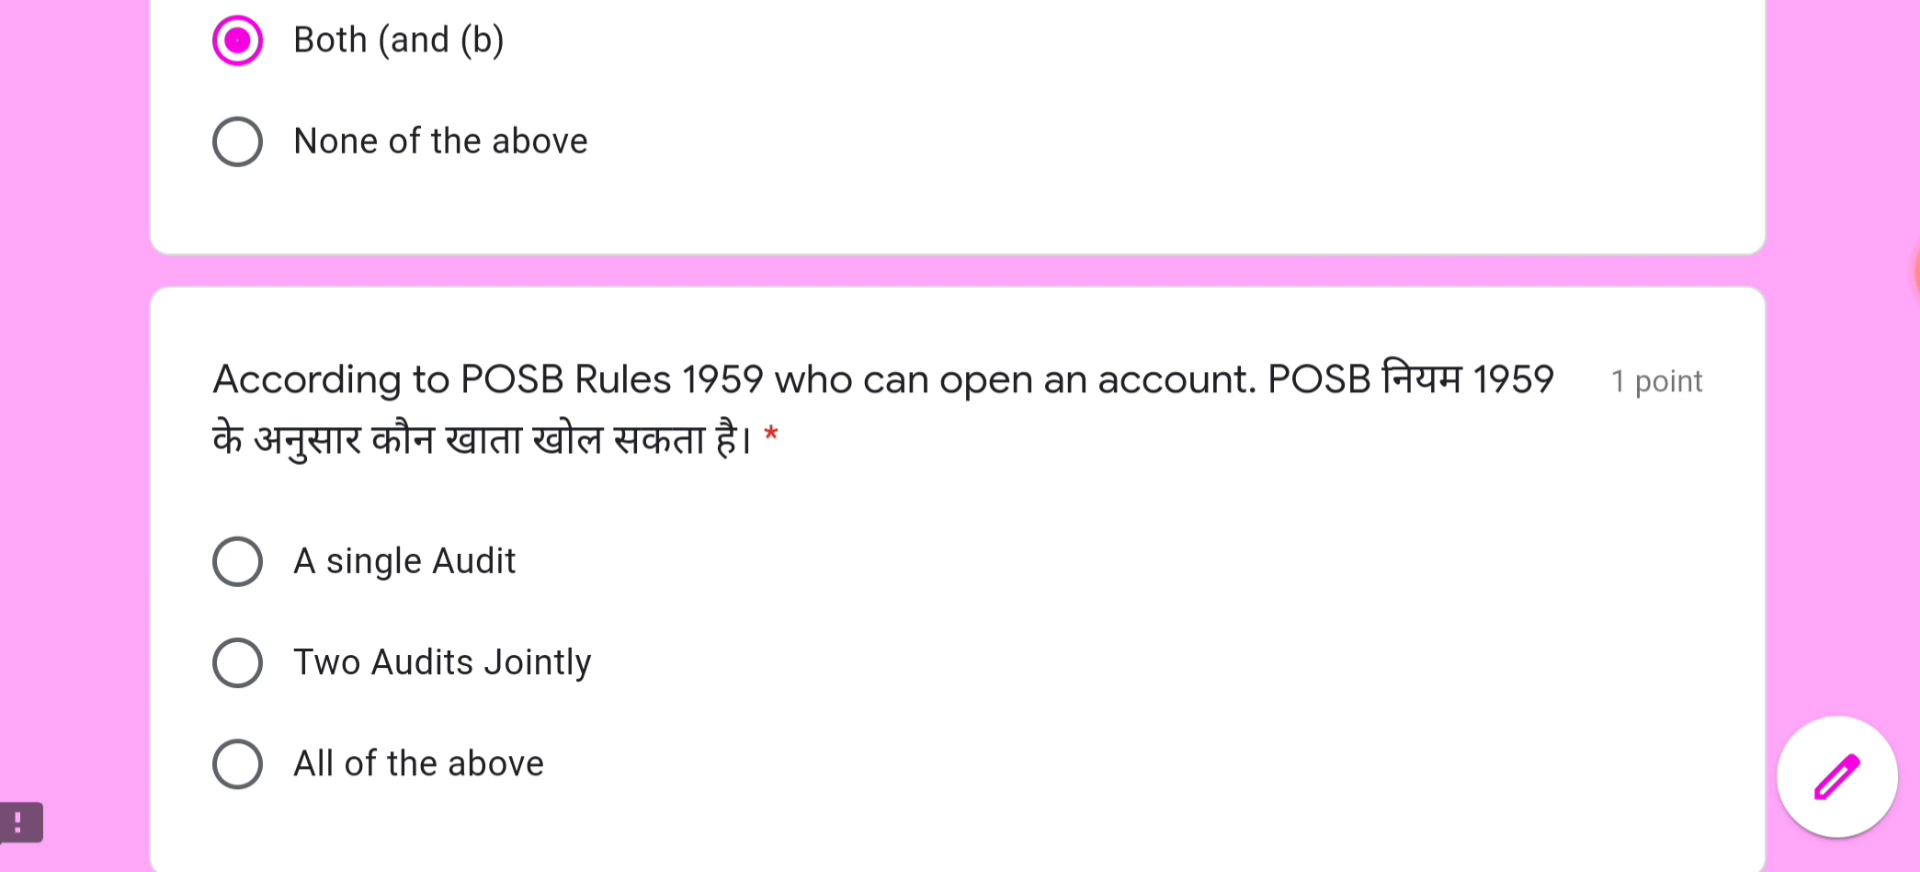 Both (and (b)
None of the above
According to POSB Rules 1959 who can open an account. POSB नियम 1959
के अनुसार कौन खाता खोल सकता है। *
1 point
A single Audit
Two Audits Jointly
All of the above